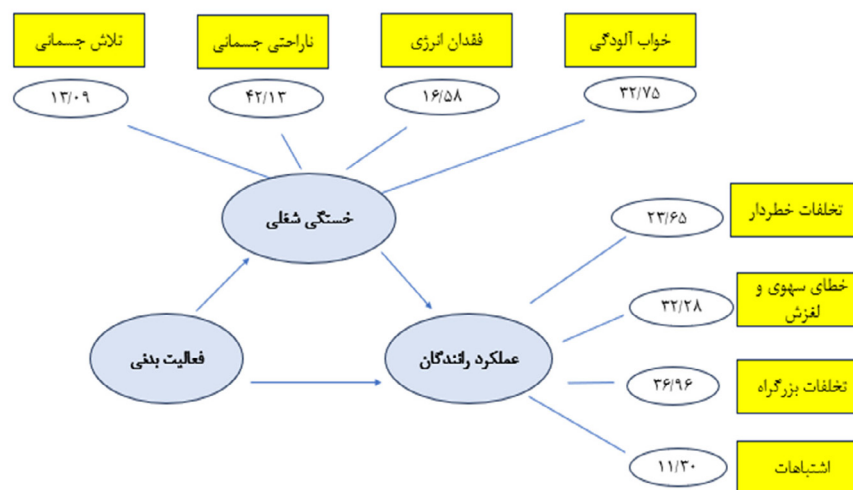 خواب آلودگی
فقدان انرژی
ناراحتی جسمانی
تلاش جسمانی
۳۲/۷۵
۱۶/۵۸
۴۲/۱۳
۱۳/۰۹
خستگی شغلی
تخلفات خطردار
۲۳/۶۵
خطای سهوی و
لغزش
۳۲/۲۸
عملکرد رانندگان
فعالیت بدنی
تخلفات بزرگراه
۳۶/۹۶
اشتباهات
۱۱/۳۰